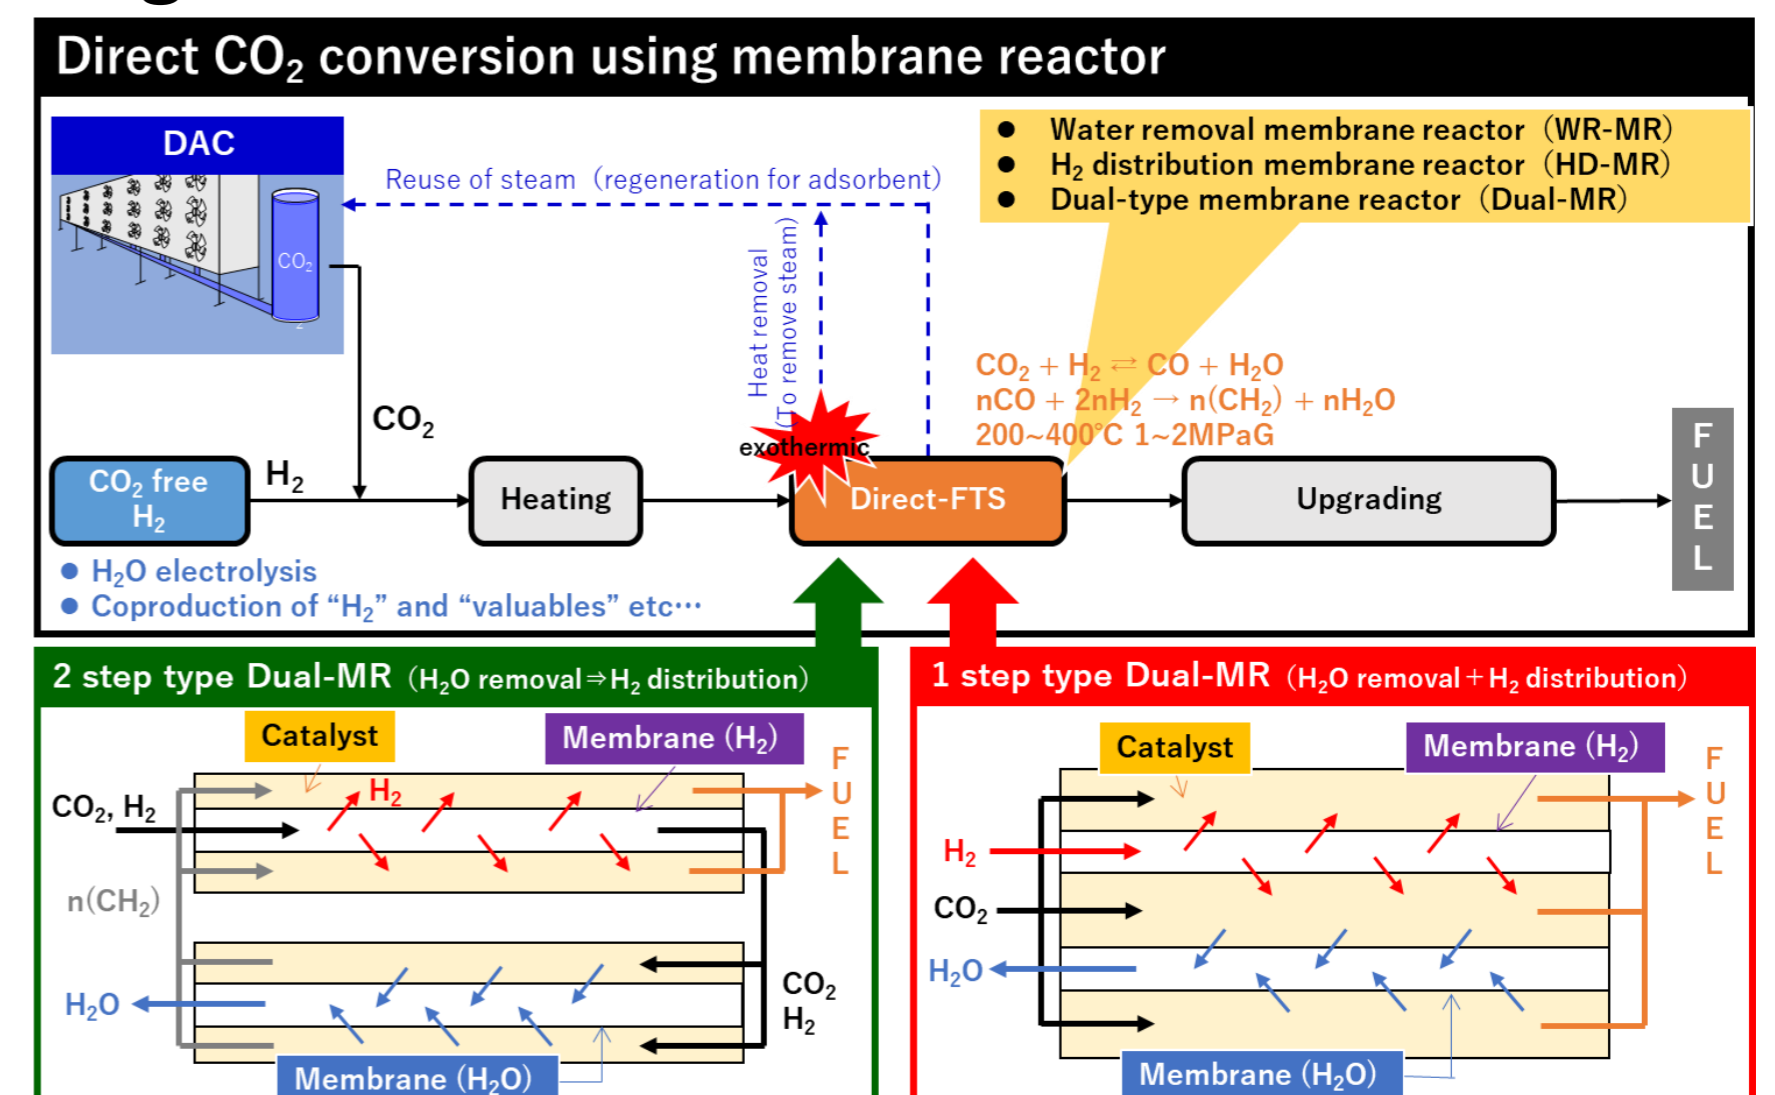 Direct CO₂ conversion using membrane reactor
DAC
CO₂
2
Reuse of steam（regeneration for adsorbent）
Heat removal
(To remove steam)
● Water removal membrane reactor（WR-MR）
● H₂ distribution membrane reactor（HD-MR）
● Dual-type membrane reactor（Dual-MR）
CO₂ + H₂ ⇄ CO + H₂O
nCO + 2nH₂ → n(CH₂) + nH₂O
200~400℃ 1~2MPaG
CO₂
exothermic
CO₂ free
H₂
H₂
Heating
Direct-FTS
Upgrading
FUEL
● H₂O electrolysis
● Coproduction of “H₂” and “valuables” etc…
2 step type Dual-MR（H₂O removal⇒H₂ distribution）
Catalyst
Membrane (H₂)
CO₂, H₂
H₂
FUEL
n(CH₂)
H₂O
CO₂
H₂
Membrane (H₂O)
1 step type Dual-MR（H₂O removal＋H₂ distribution）
Catalyst
Membrane (H₂)
FUEL
H₂
CO₂
H₂O
Membrane (H₂O)